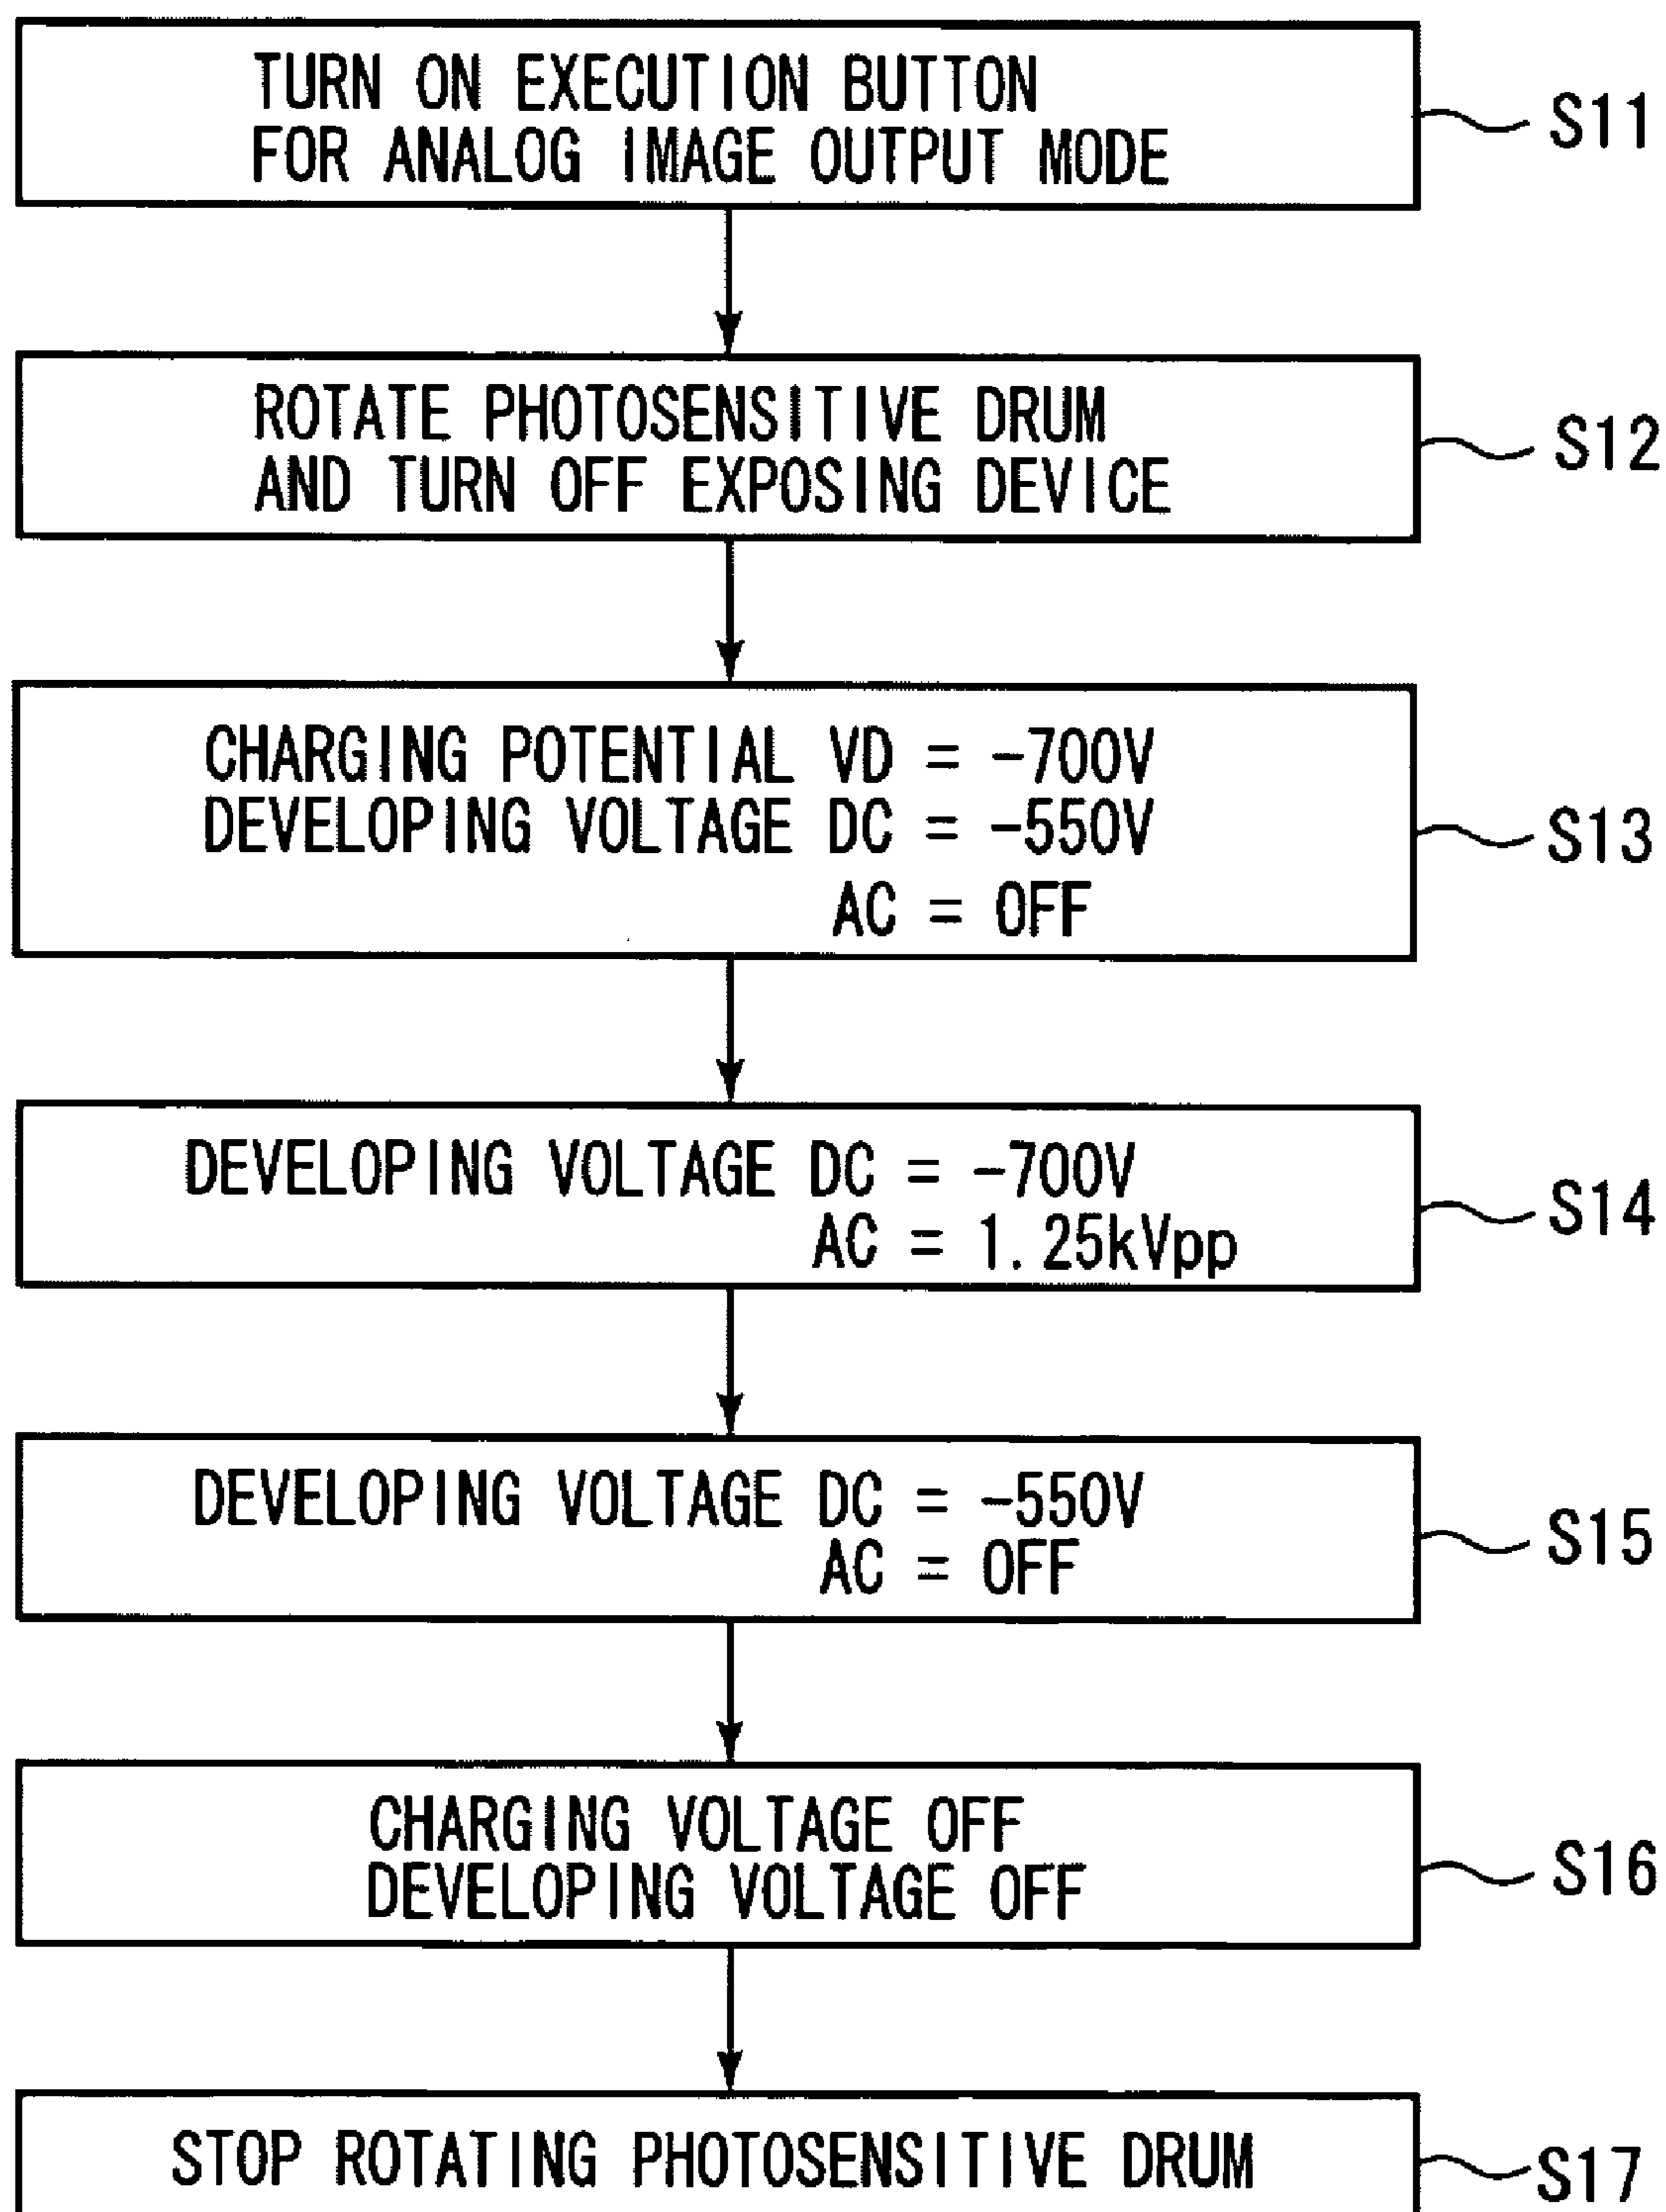 TURN ON EXECUTION BUTTON
FOR ANALOG IMAGE OUTPUT MODE
S11
ROTATE PHOTOSENSITIVE DRUM
AND TURN OFF EXPOSING DEVICE
S12
CHARGING POTENTIAL VD = -700V
DEVELOPING VOLTAGE DC = -550V
AC = OFF
S13
DEVELOPING VOLTAGE DC = -700V
AC = 1.25kVpp
S14
DEVELOPING VOLTAGE DC = -550V
AC = OFF
S15
CHARGING VOLTAGE OFF
DEVELOPING VOLTAGE OFF
S16
STOP ROTATING PHOTOSENSITIVE DRUM
S17